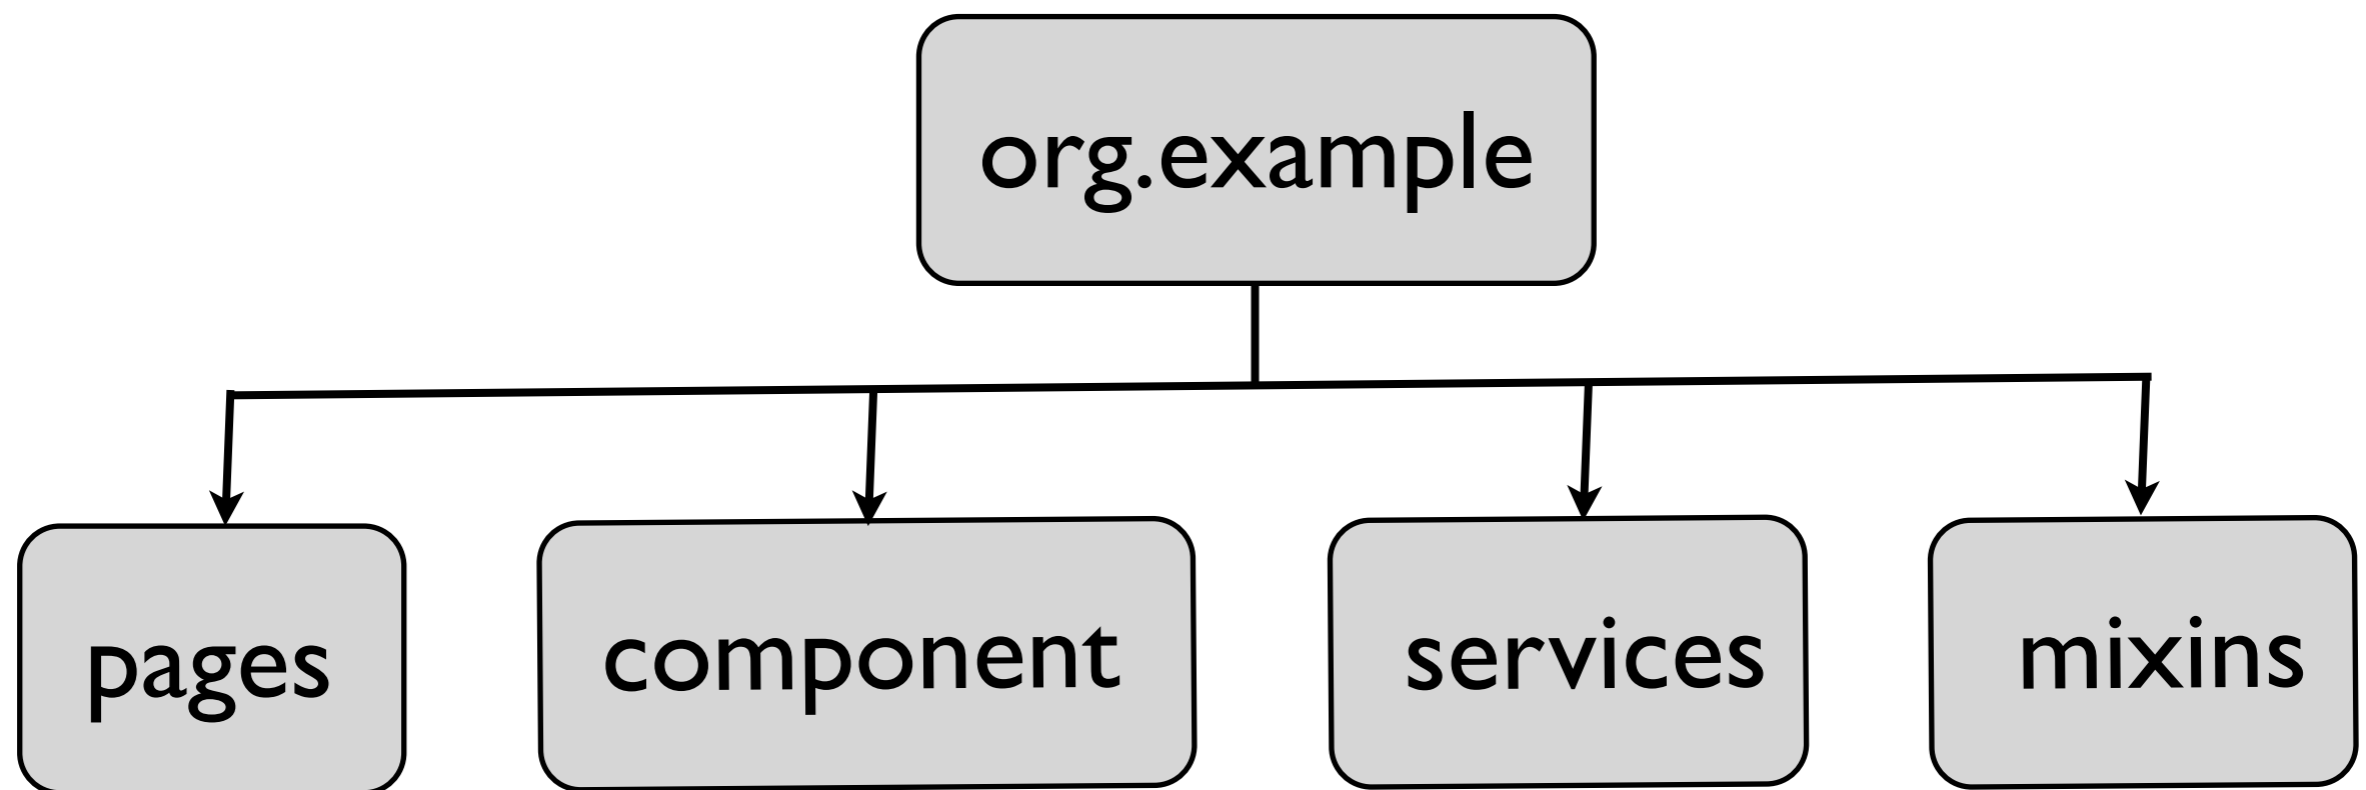 org.example
pages
component
services
mixins